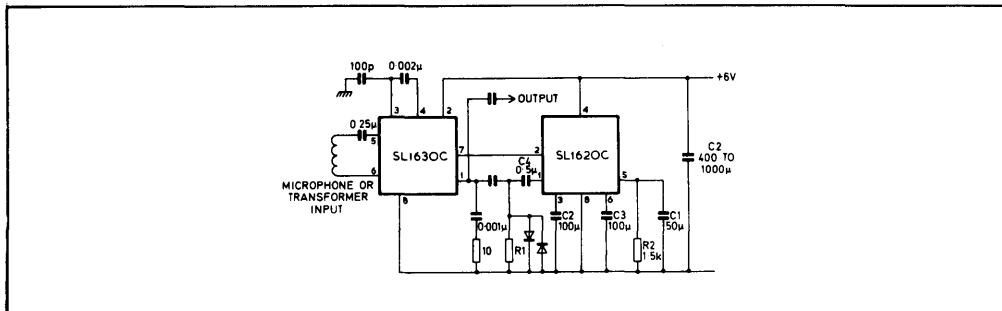 100p 0·002µ
+6V
OUTPUT
3 4 2 4
0·25µ
5
SL1630C
7
2
SL1620C
6
1
C4
0·5µ
1
5
C2
400 TO
1000µ
MICROPHONE OR
TRANSFORMER
INPUT
8
3 8 6
0·001µ
C2
100µ
C3
100µ
C1
50µ
10
R1
R2
1·5k